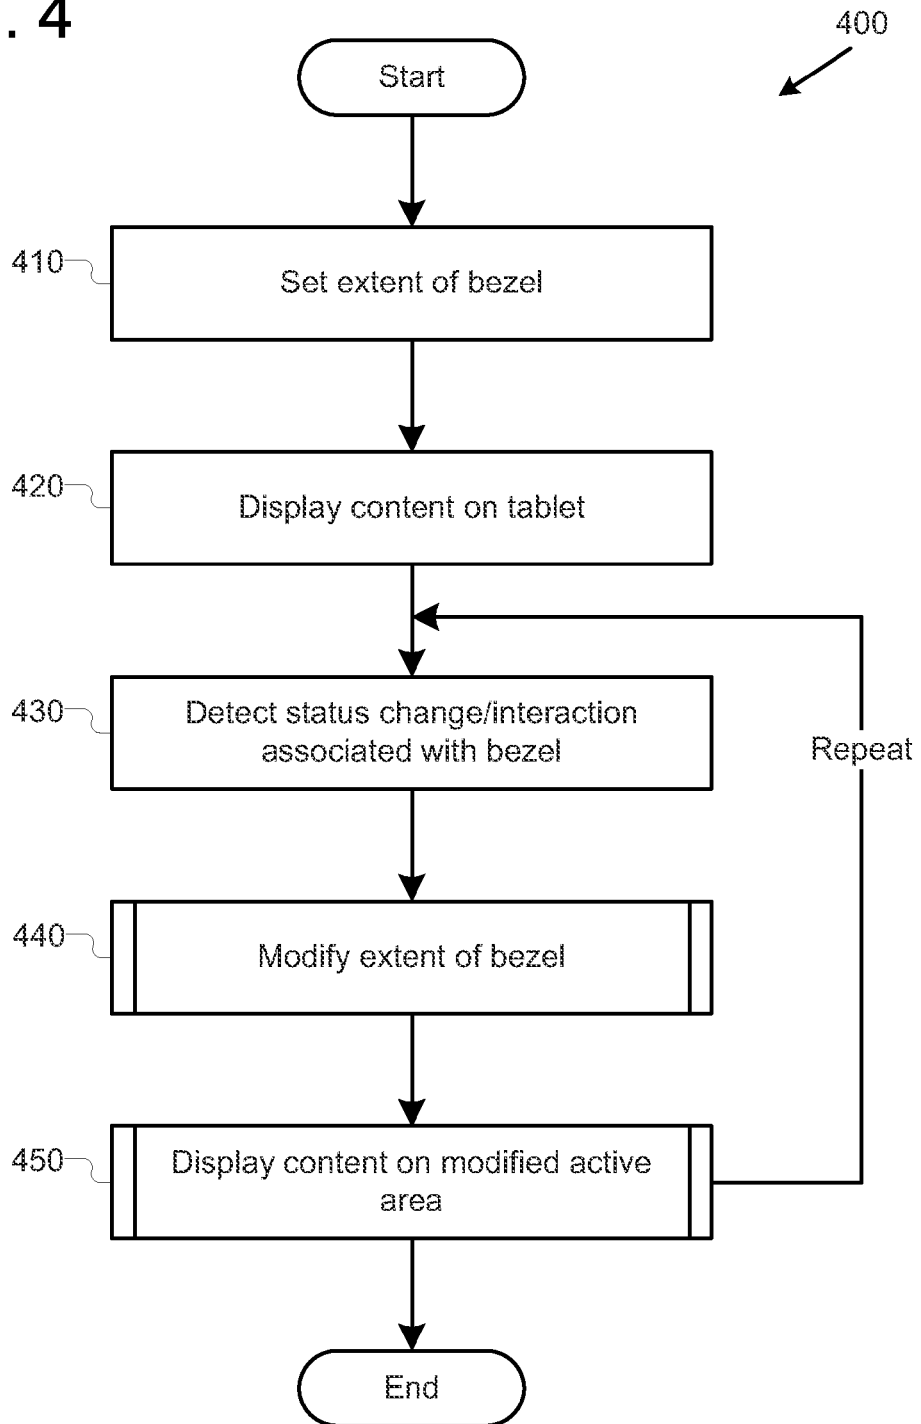 . 4
400
Start
410
Set extent of bezel
420
Display content on tablet
430
Detect status change/interaction
associated with bezel
Repeat
440
Modify extent of bezel
450
Display content on modified active
area
End